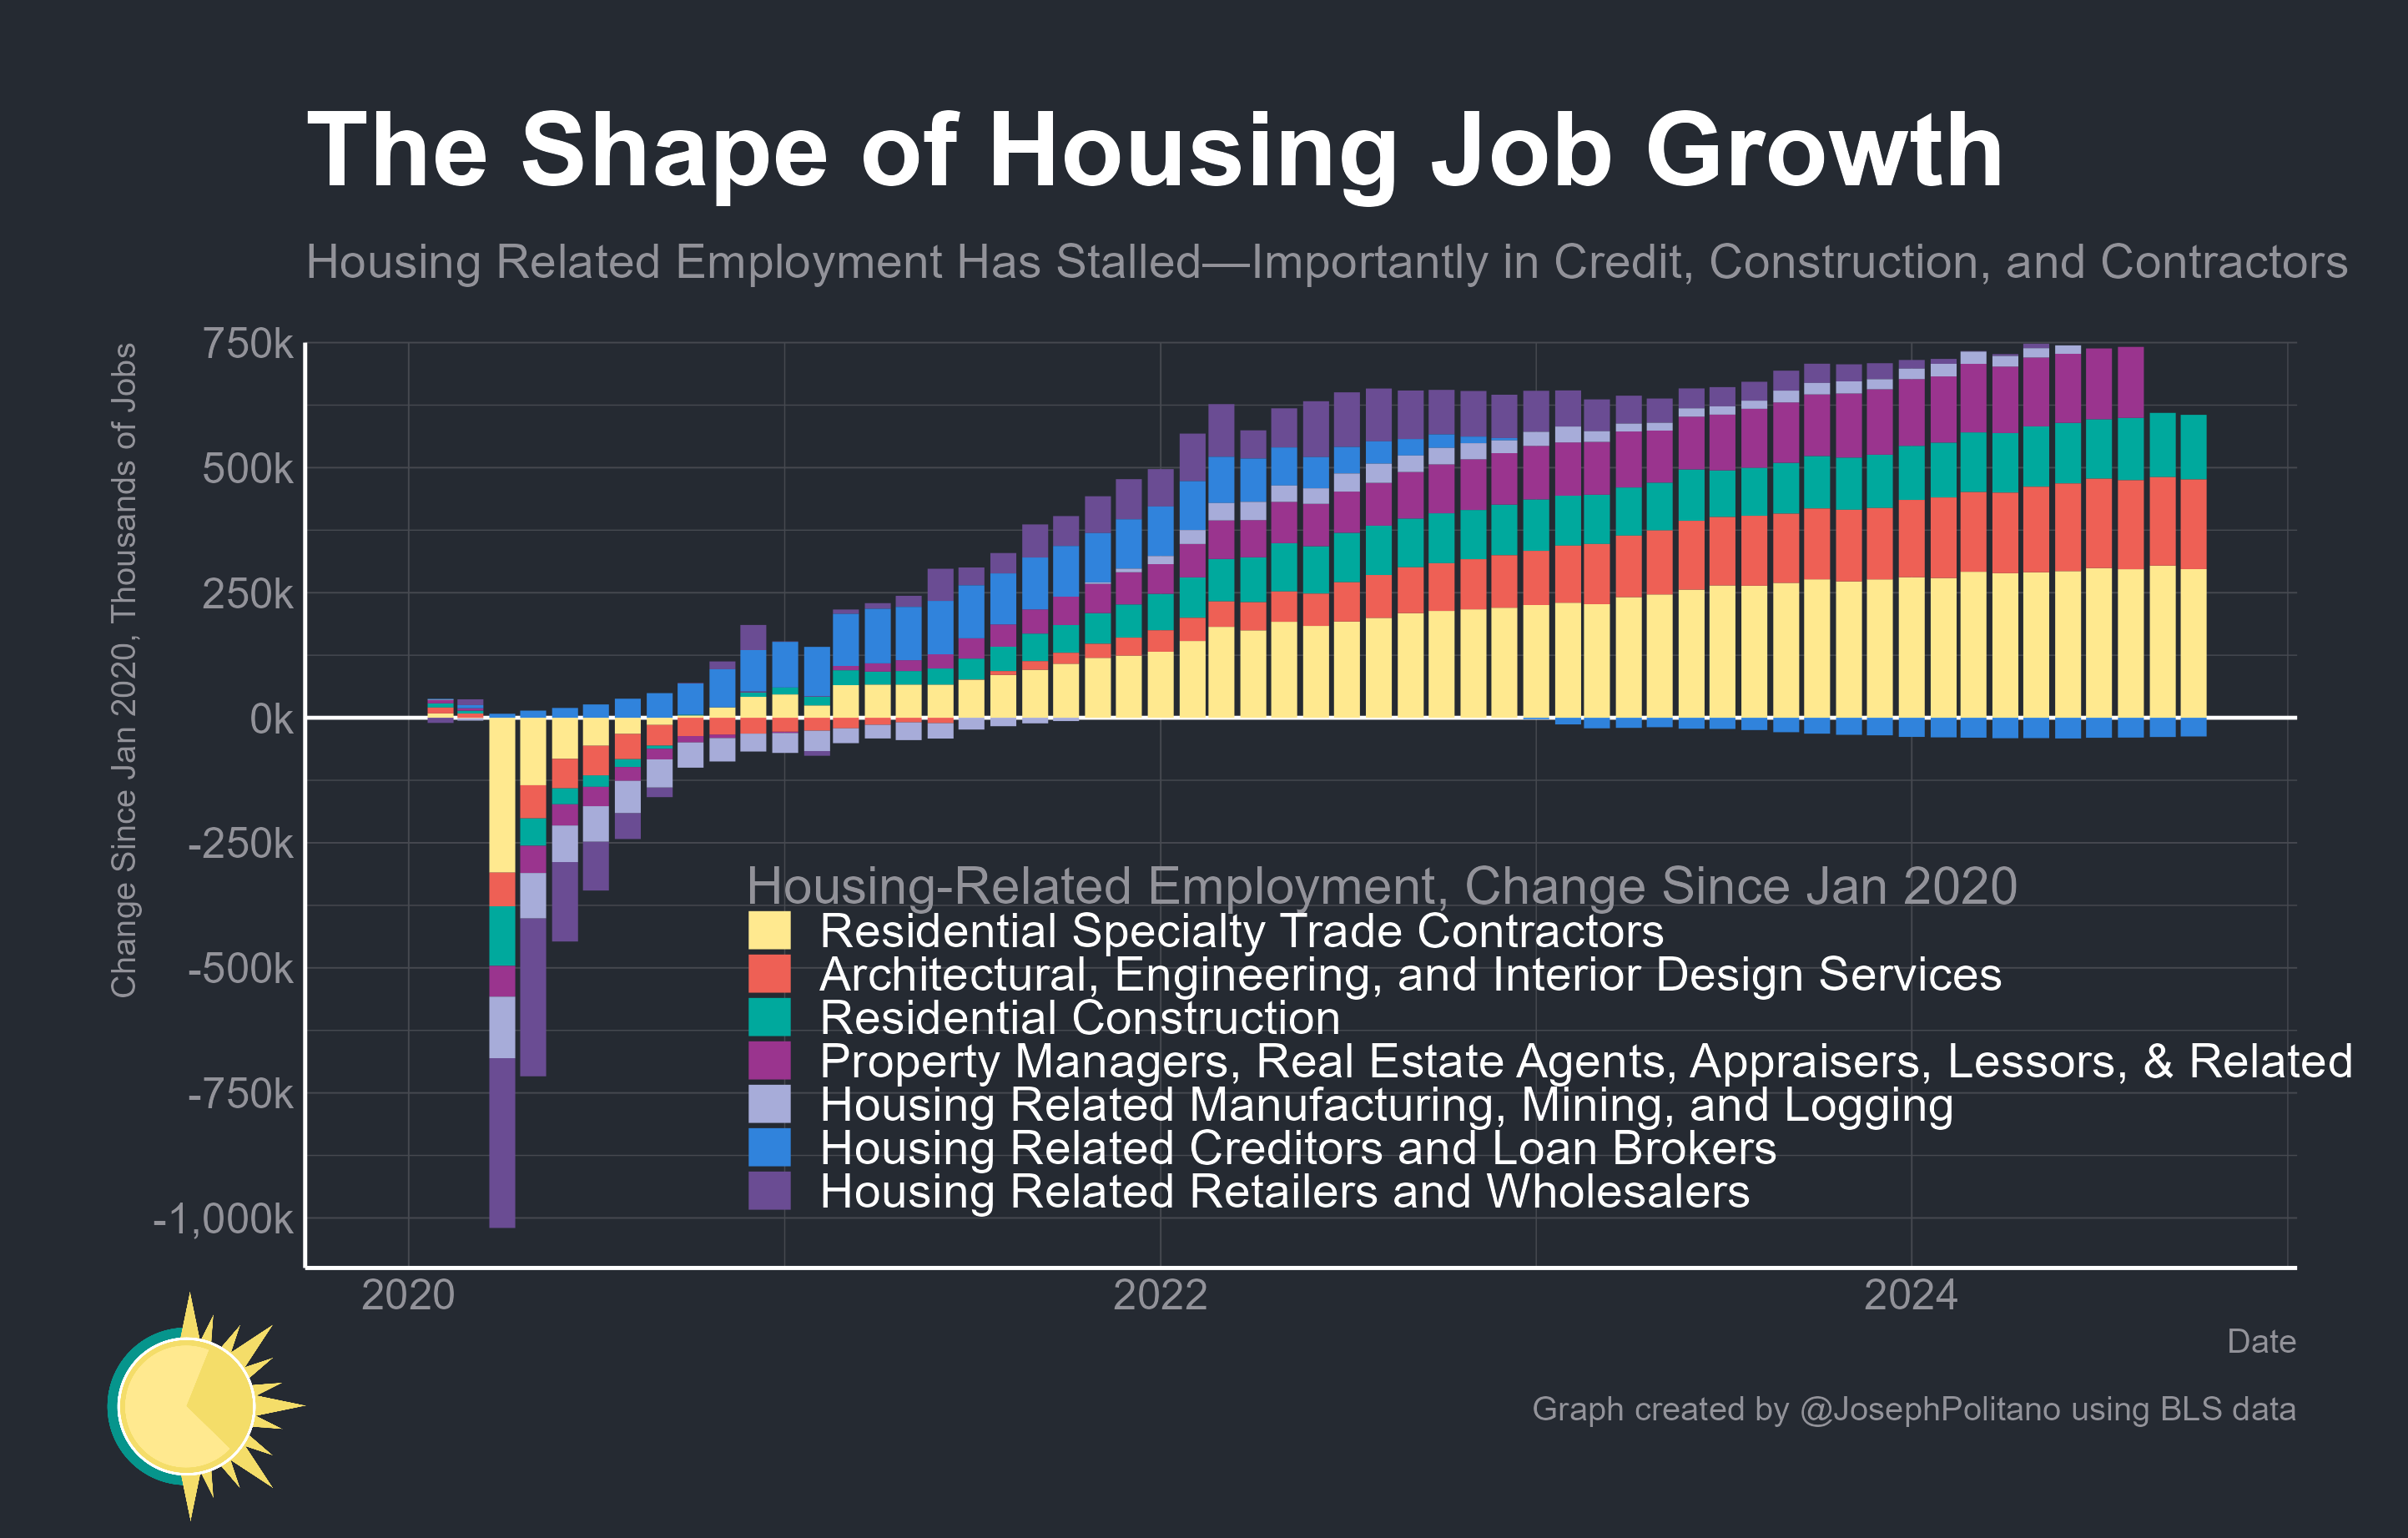 The Shape of Housing Job Growth
Housing Related Employment Has Stalled—Importantly in Credit, Construction, and Contractors
Change Since Jan 2020, Thousands of Jobs
750k
500k
250k
0k
-250k
-500k
-750k
-1,000k
Housing-Related Employment, Change Since Jan 2020
Residential Specialty Trade Contractors
Architectural, Engineering, and Interior Design Services
Residential Construction
Property Managers, Real Estate Agents, Appraisers, Lessors, & Related
Housing Related Manufacturing, Mining, and Logging
Housing Related Creditors and Loan Brokers
Housing Related Retailers and Wholesalers
2020
2022
2024
Date
Graph created by @JosephPolitano using BLS data